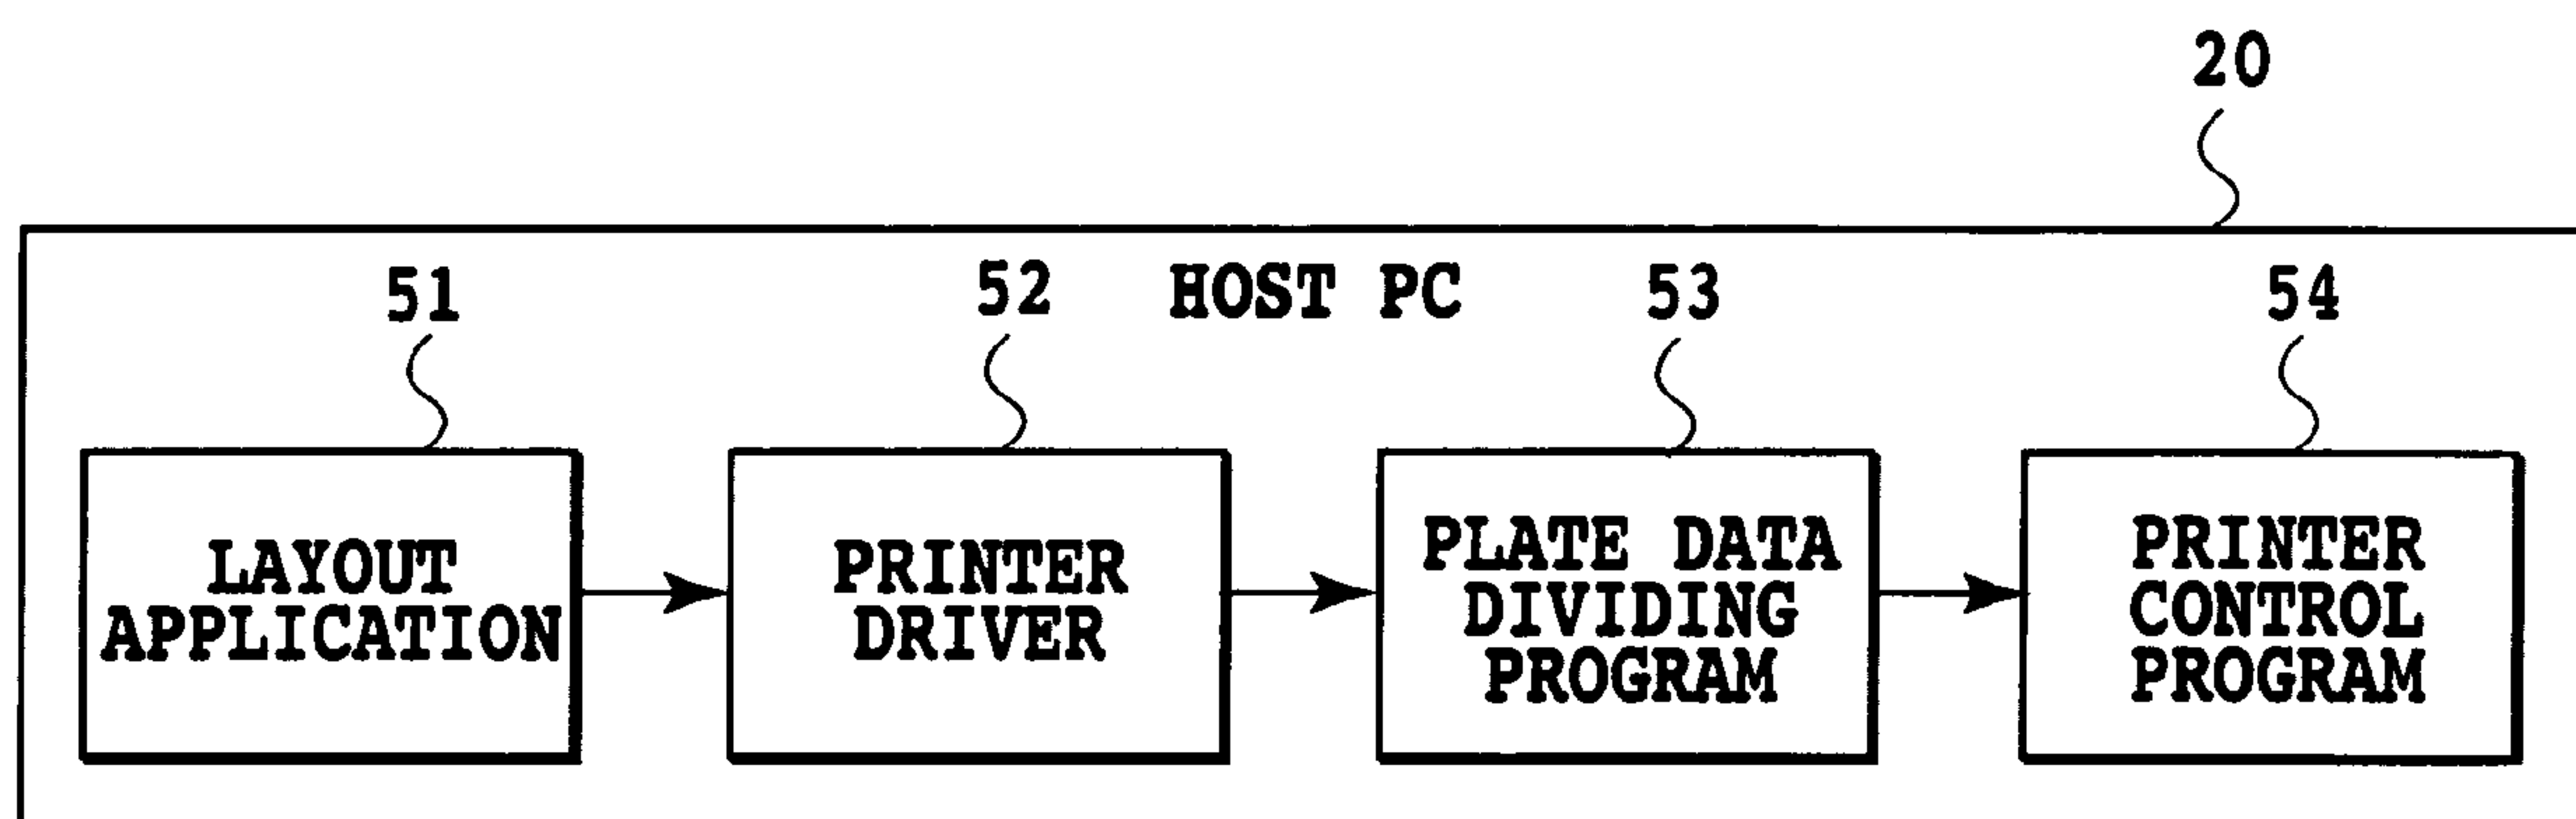 20
51
52
HOST PC
53
54
LAYOUT
APPLICATION
PRINTER
DRIVER
PLATE DATA
DIVIDING
PROGRAM
PRINTER
CONTROL
PROGRAM